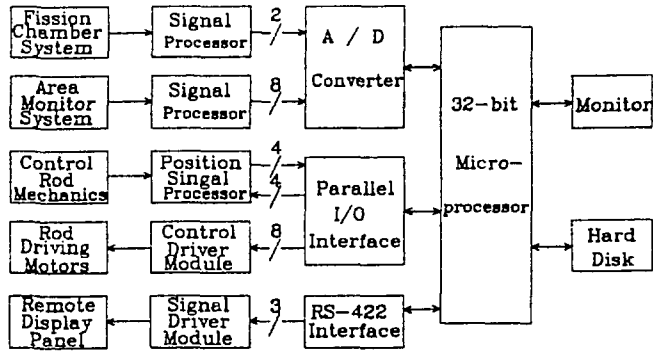 Fission
Chamber
System
Signal
Processor
2
A / D
Converter
Area
Monitor
System
Signal
Processor
8
32-bit
Micro-
processor
Monitor
Control
Rod
Mechanics
Position
Singal
Processor
4
4
Parallel
I/O
Interface
Rod
Driving
Motors
Control
Driver
Module
8
Hard
Disk
Remote
Display
Panel
Signal
Driver
Module
3
RS-422
Interface